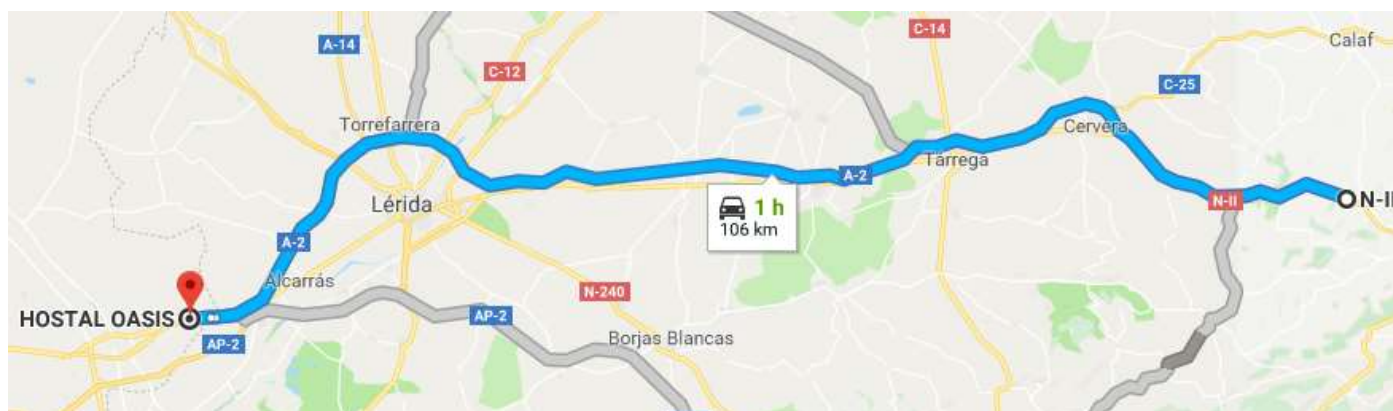 C-14
Calaf
A-14
C-12
C-25
Torrefarrera
Cervera
Tárrega
A-2
Lérida
1 h
106 km
N-II
N-II
A-2
Alcarrás
N-240
HOSTAL OASIS
AP-2
AP-2
Borjas Blancas